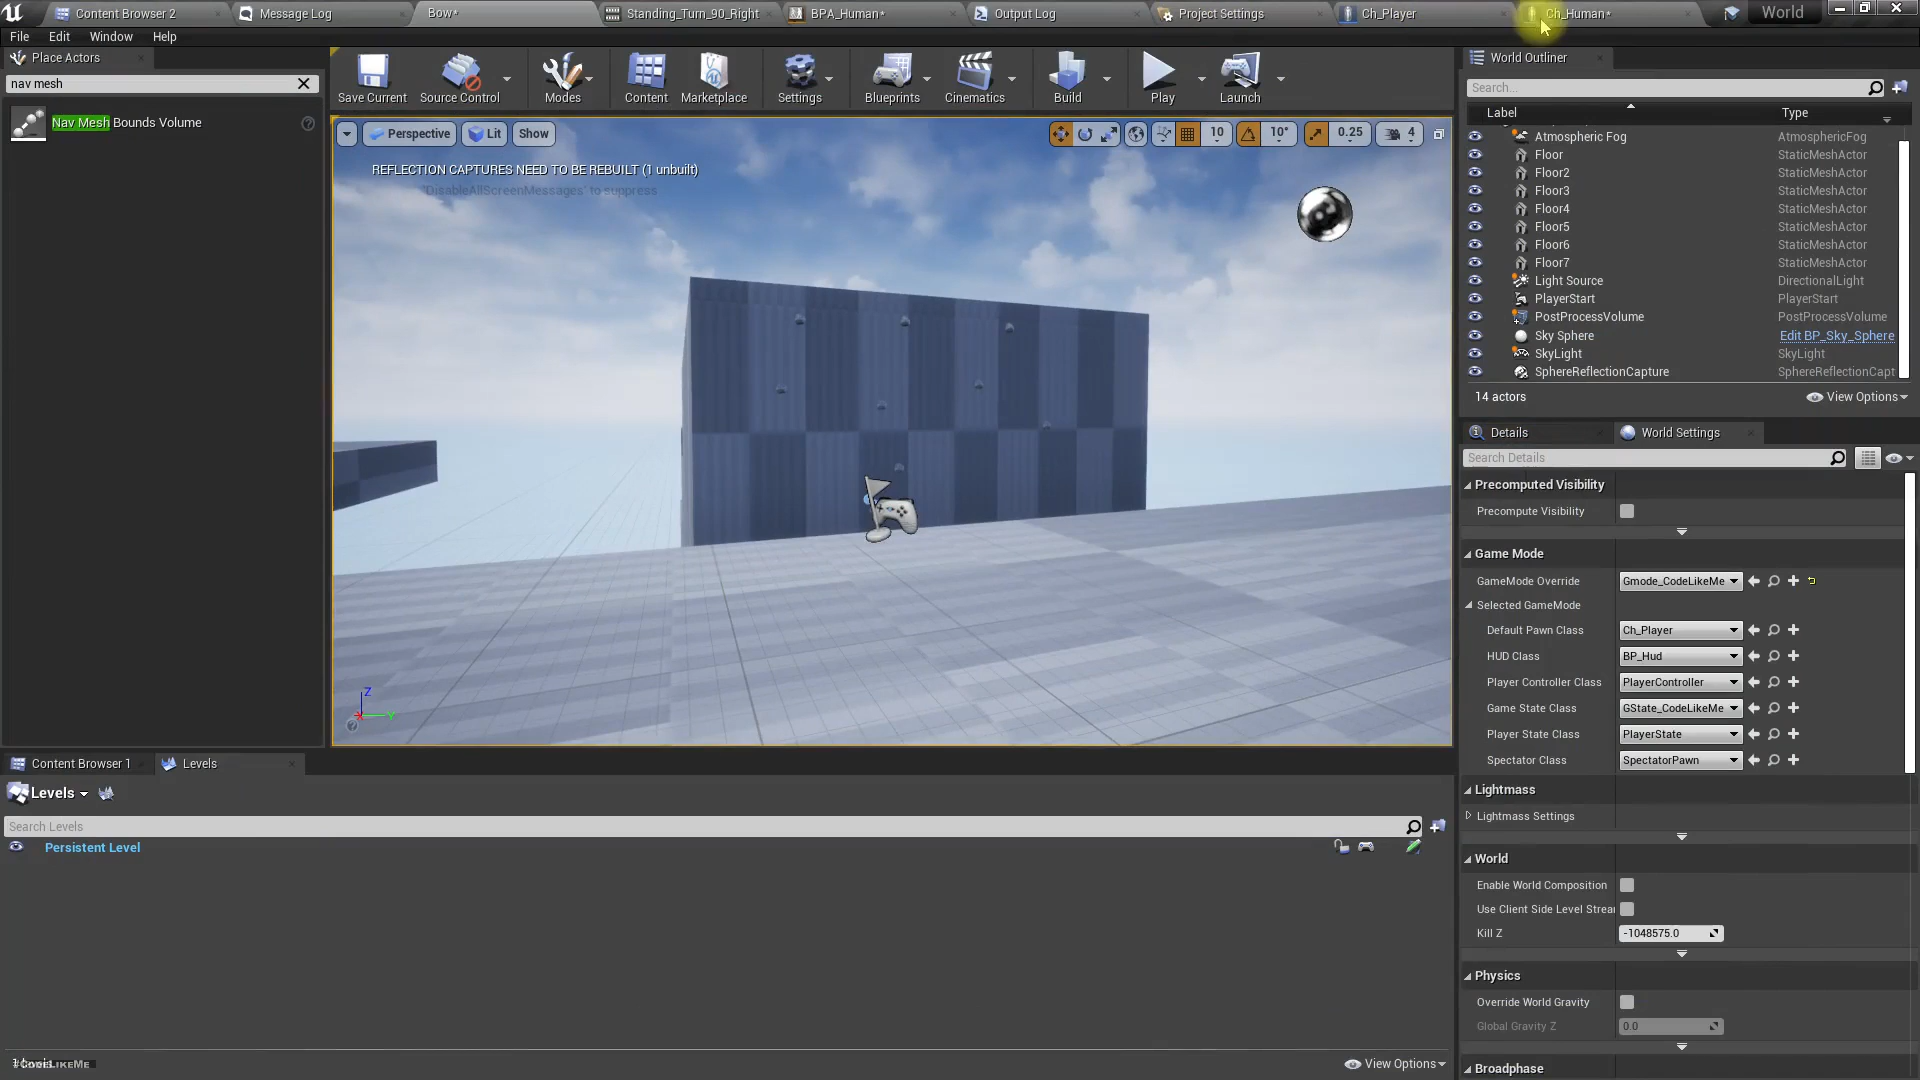 Content Browser 2
Message Log
Bow*
Standing_Turn_90_Right
BPA_Human*
Output Log
Project Settings
Ch_Player
Ch_Human*
World
File
Edit
Window
Help
Place Actors
nav mesh
Nav Mesh Bounds Volume
Save Current
Source Control
Modes
Content
Marketplace
Settings
Blueprints
Cinematics
Build
Play
Launch
Perspective
Lit
Show
10
10°
0.25
4
REFLECTION CAPTURES NEED TO BE REBUILT (1 unbuilt)
'DisableAllScreenMessages' to suppress
Z
Y
World Outliner
Search...
Label
Type
Atmospheric Fog
AtmosphericFog
Floor
StaticMeshActor
Floor2
StaticMeshActor
Floor3
StaticMeshActor
Floor4
StaticMeshActor
Floor5
StaticMeshActor
Floor6
StaticMeshActor
Floor7
StaticMeshActor
Light Source
DirectionalLight
PlayerStart
PlayerStart
PostProcessVolume
PostProcessVolume
Sky Sphere
Edit BP_Sky_Sphere
SkyLight
SkyLight
SphereReflectionCapture
SphereReflectionCapt
14 actors
View Options
Details
World Settings
Search Details
Precomputed Visibility
Precompute Visibility
Game Mode
GameMode Override
Gmode_CodeLikeMe
Selected GameMode
Default Pawn Class
Ch_Player
HUD Class
BP_Hud
Player Controller Class
PlayerController
Game State Class
GState_CodeLikeMe
Player State Class
PlayerState
Spectator Class
SpectatorPawn
Lightmass
Lightmass Settings
World
Enable World Composition
Use Client Side Level Strea
Kill Z
-1048575.0
Physics
Override World Gravity
Global Gravity Z
0.0
Broadphase
Content Browser 1
Levels
Levels
Search Levels
Persistent Level
#CODELIKEME
View Options